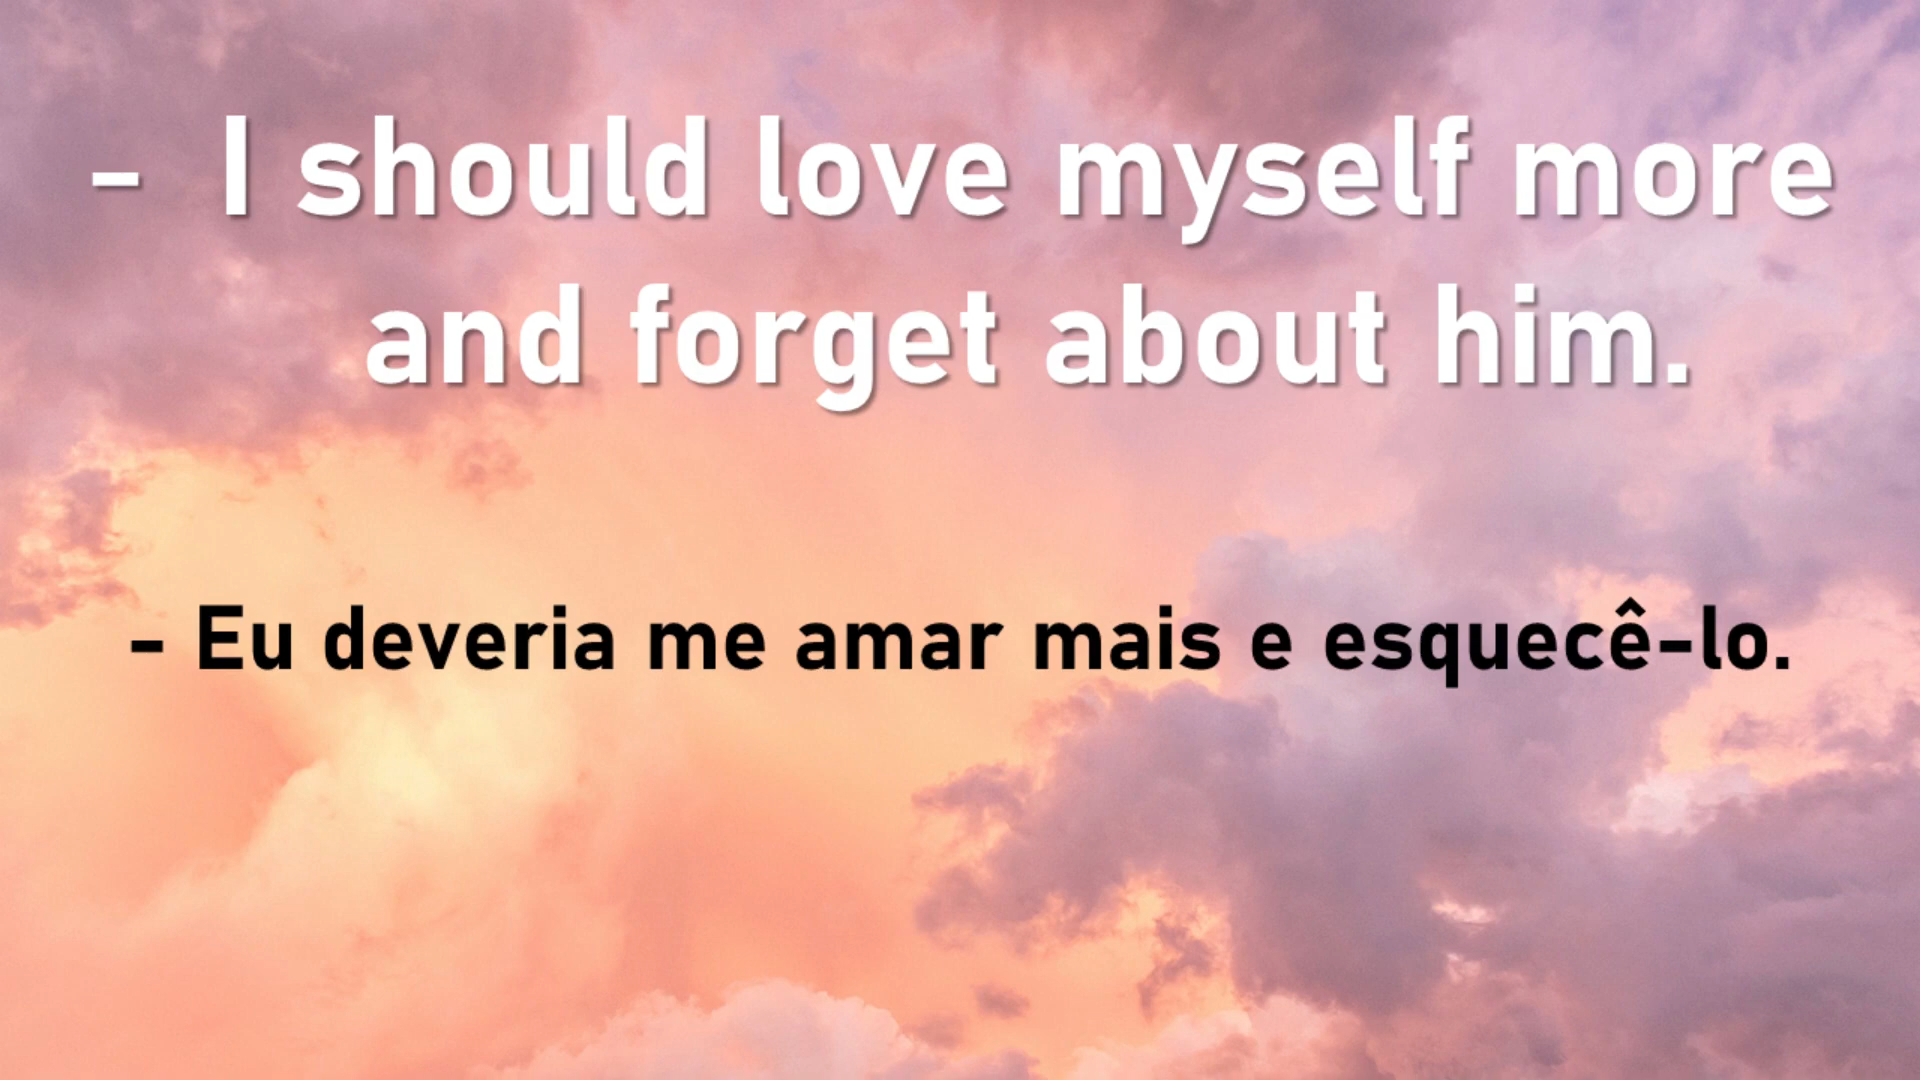 - I should love myself more
and forget about him.
- Eu deveria me amar mais e esquecê-lo.